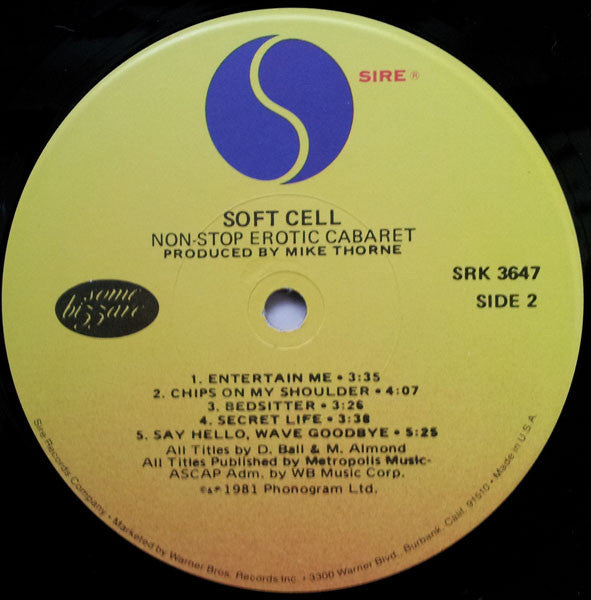 SIRE ®
SOFT CELL
NON-STOP EROTIC CABARET
PRODUCED BY MIKE THORNE
some
bizzare
SRK 3647
SIDE 2
1. ENTERTAIN ME • 3:35
2. CHIPS ON MY SHOULDER • 4:07
3. BEDSITTER • 3:26
4. SECRET LIFE • 3:38
5. SAY HELLO, WAVE GOODBYE • 5:25
All Titles by D. Ball & M. Almond
All Titles Published by Metropolis Music-
ASCAP Adm. by WB Music Corp.
©&℗ 1981 Phonogram Ltd.
Sire Records Company • Marketed by Warner Bros. Records Inc. • 3300 Warner Blvd., Burbank, Calif. 91510 • Made in U.S.A.